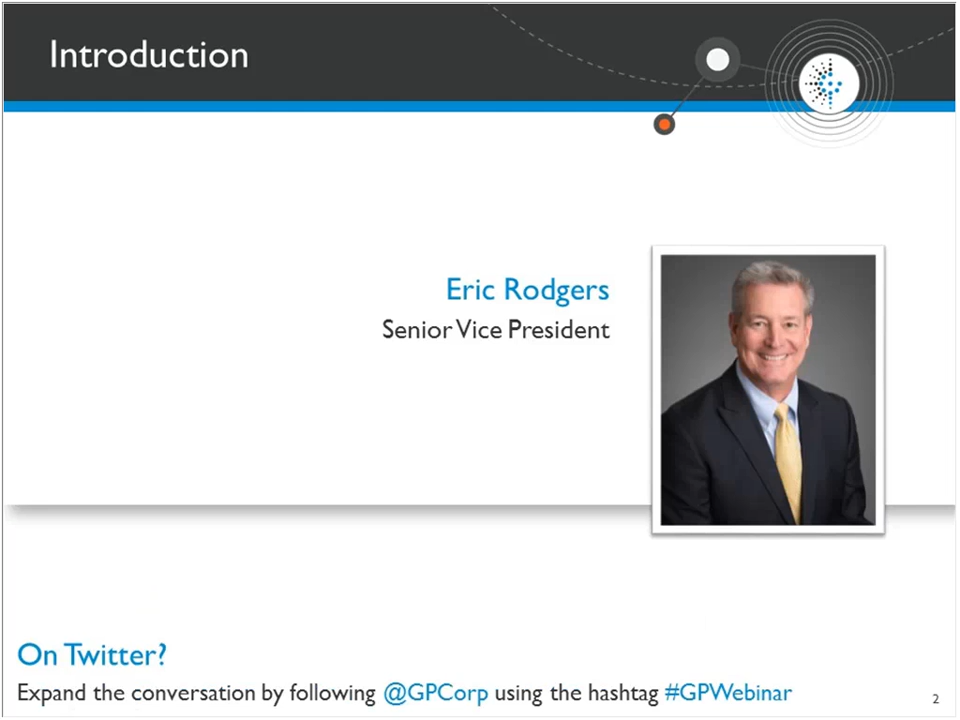 Introduction
Eric Rodgers
Senior Vice President
On Twitter?
Expand the conversation by following @GPCorp using the hashtag #GPWebinar
2